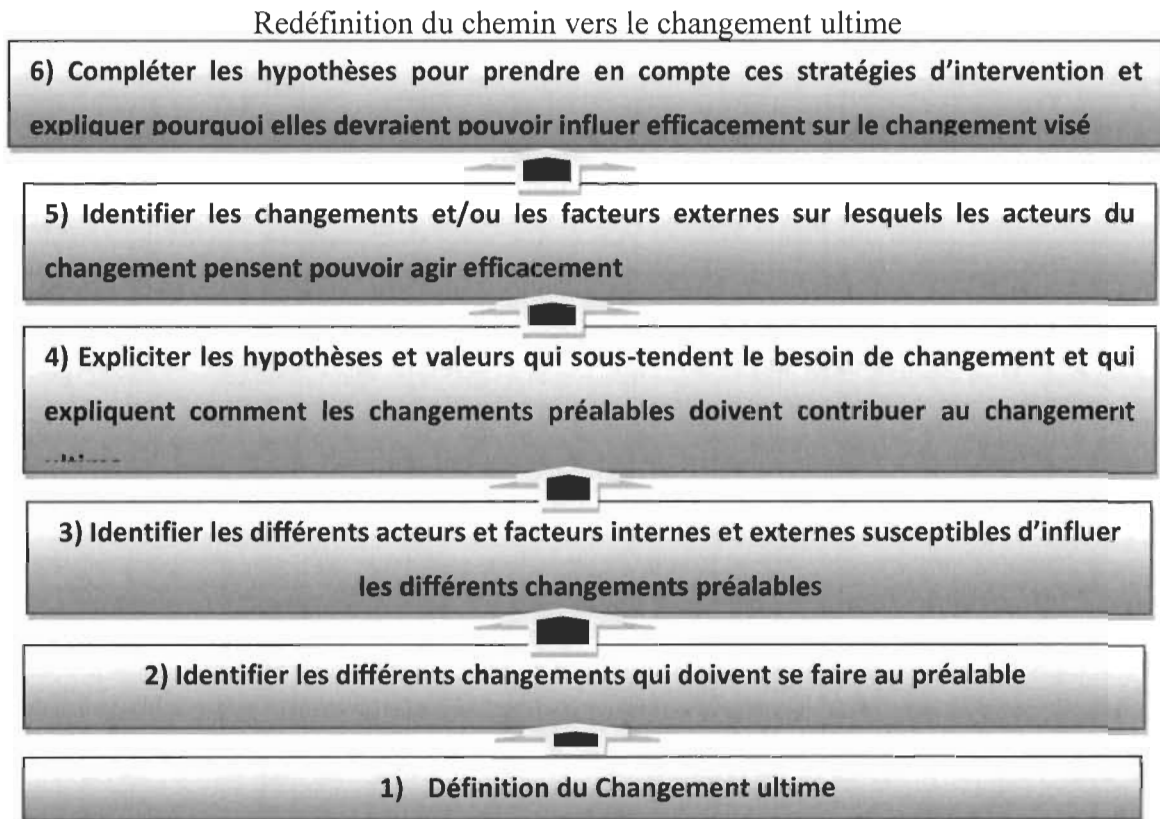 Redéfinition du chemin vers le changement ultime
6) Compléter les hypothèses pour prendre en compte ces stratégies d'intervention et
expliquer pourquoi elles devraient pouvoir influer efficacement sur le changement visé
5) Identifier les changements et/ou les facteurs externes sur lesquels les acteurs du
changement pensent pouvoir agir efficacement
4) Expliciter les hypothèses et valeurs qui sous-tendent le besoin de changement et qui
expliquent comment les changements préalables doivent contribuer au changement
3) Identifier les différents acteurs et facteurs internes et externes susceptibles d'influer
les différents changements préalables
2) Identifier les différents changements qui doivent se faire au préalable
1) Définition du Changement ultime